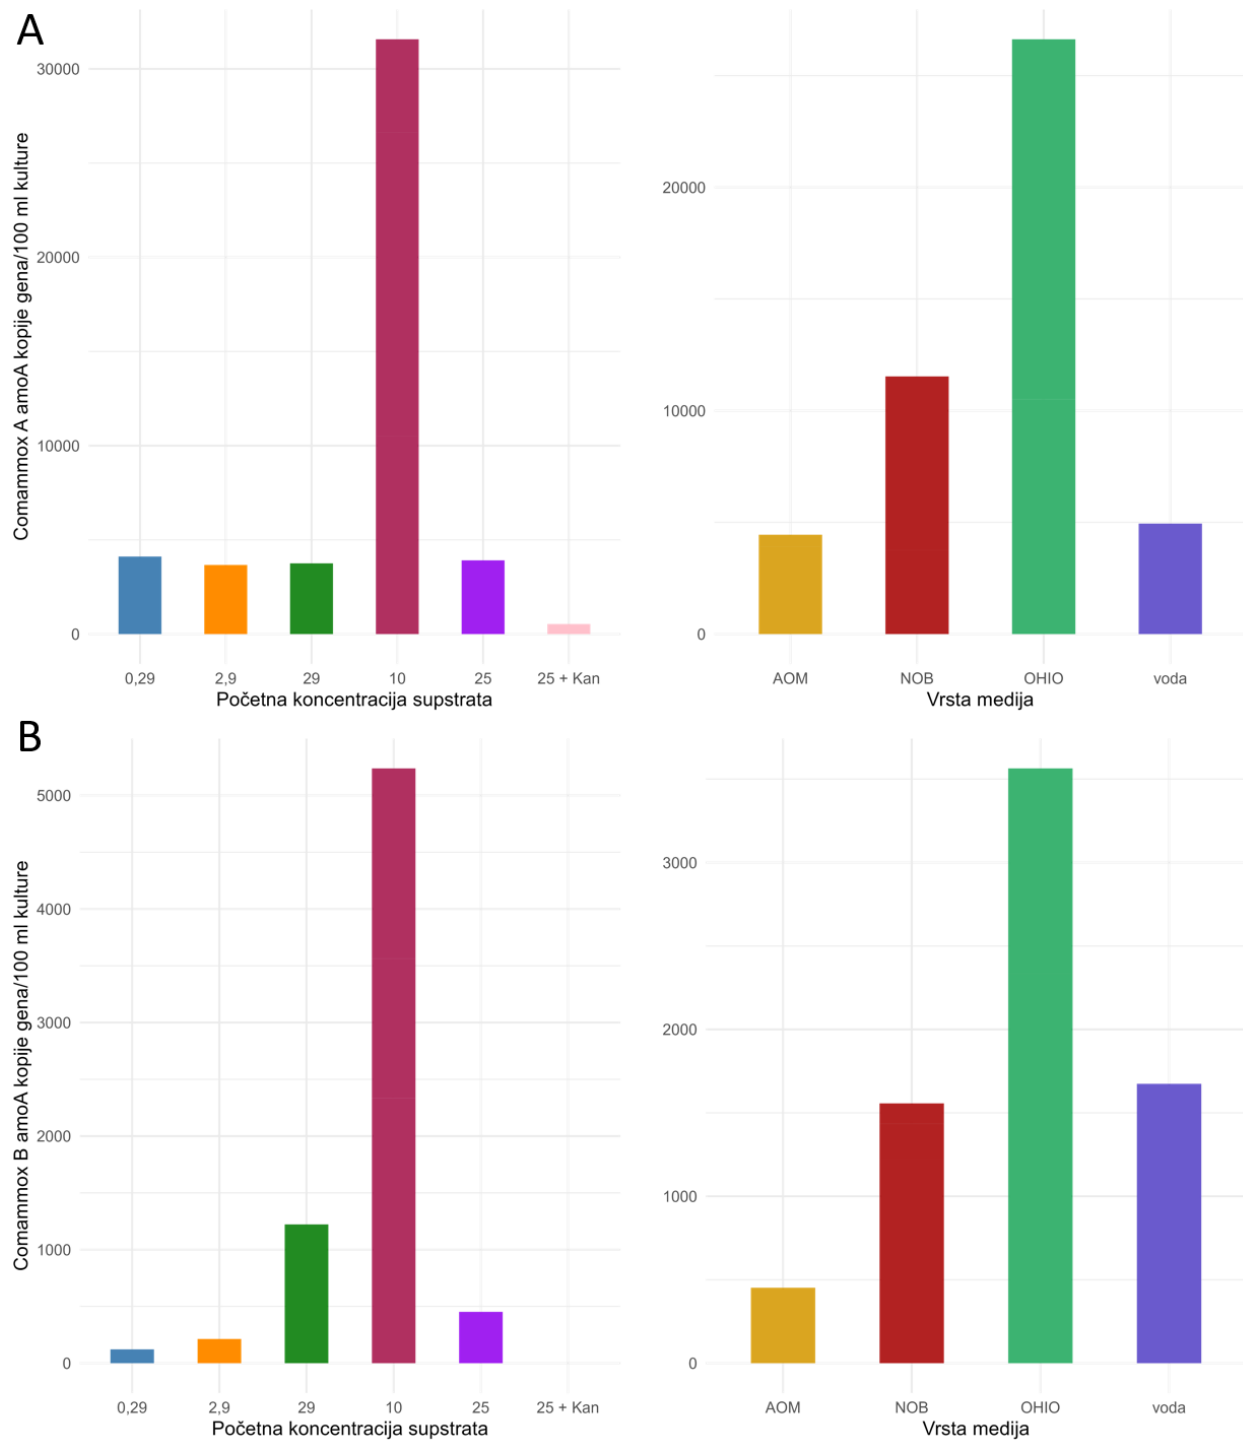 A
Comammox A amoA kopije gena/100 ml kulture
30000
20000
10000
0
0,29 2,9 29 10 25 25 + Kan
Početna koncentracija supstrata
20000
10000
0
AOM NOB OHIO voda
Vrsta medija
B
Comammox B amoA kopije gena/100 ml kulture
5000
4000
3000
2000
1000
0
0,29 2,9 29 10 25 25 + Kan
Početna koncentracija supstrata
3000
2000
1000
0
AOM NOB OHIO voda
Vrsta medija